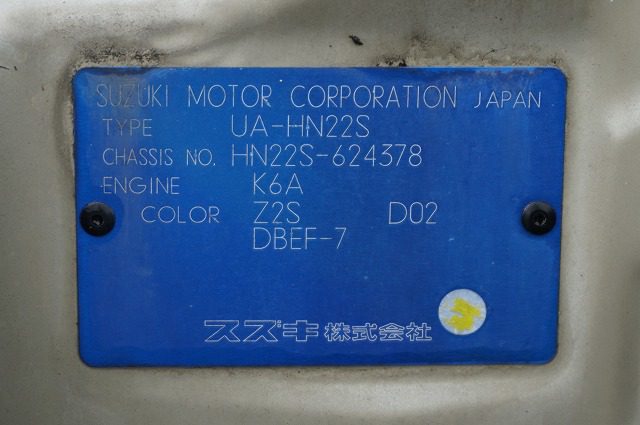 SUZUKI MOTOR CORPORATION JAPAN
TYPE UA-HN22S
CHASSIS NO. HN22S-624378
ENGINE K6A
COLOR Z2S D02
DBEF-7
スズキ株式会社